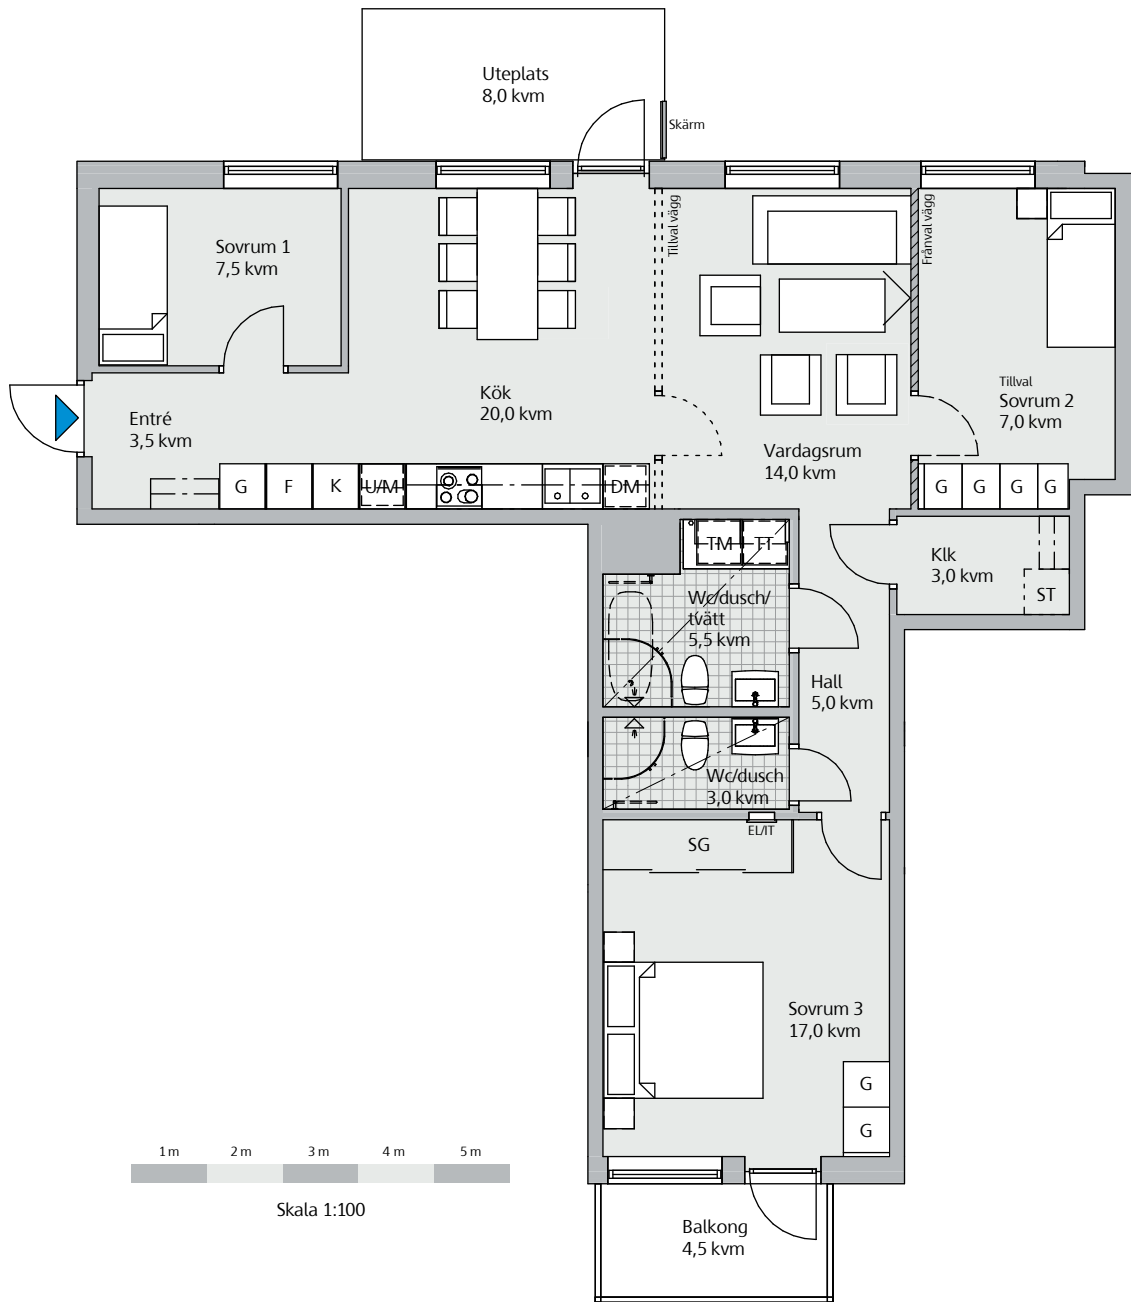 Uteplats
8,0 kvm
Skärm
Tillval vägg
Frånval vägg
Sovrum 1
7,5 kvm
Kök
20,0 kvm
Tillval
Sovrum 2
7,0 kvm
Entré
3,5 kvm
Vardagsrum
14,0 kvm
G F K U/M DM
G G G G
TM TT
Klk
3,0 kvm
ST
Wc/dusch/
tvätt
5,5 kvm
Hall
5,0 kvm
Wc/dusch
3,0 kvm
EL/IT
SG
Sovrum 3
17,0 kvm
G
G
1 m 2 m 3 m 4 m 5 m
Skala 1:100
Balkong
4,5 kvm